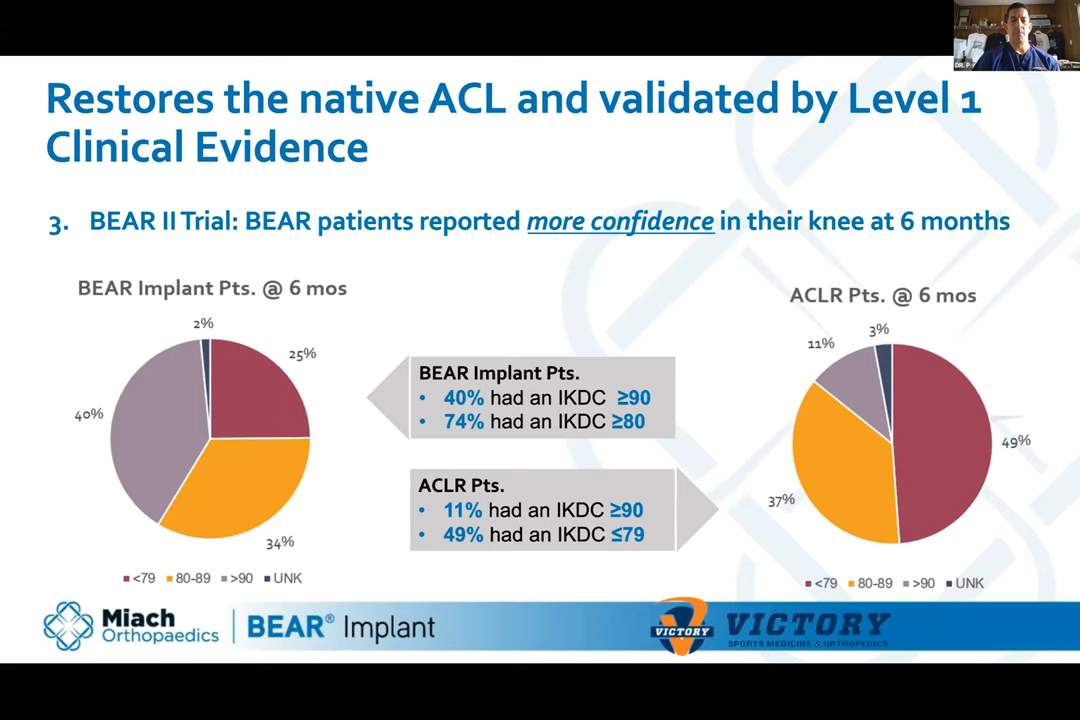 DR. P
Restores the native ACL and validated by Level 1
Clinical Evidence
3. BEAR II Trial: BEAR patients reported more confidence in their knee at 6 months
BEAR Implant Pts. @ 6 mos
2%
25%
40%
34%
<79 80-89 >90 UNK
BEAR Implant Pts.
• 40% had an IKDC ≥90
• 74% had an IKDC ≥80
ACLR Pts.
• 11% had an IKDC ≥90
• 49% had an IKDC ≤79
ACLR Pts. @ 6 mos
3%
11%
49%
37%
<79 80-89 >90 UNK
Miach
Orthopaedics
BEAR® Implant
VICTORY
VICTORY
SPORTS MEDICINE & ORTHOPEDICS